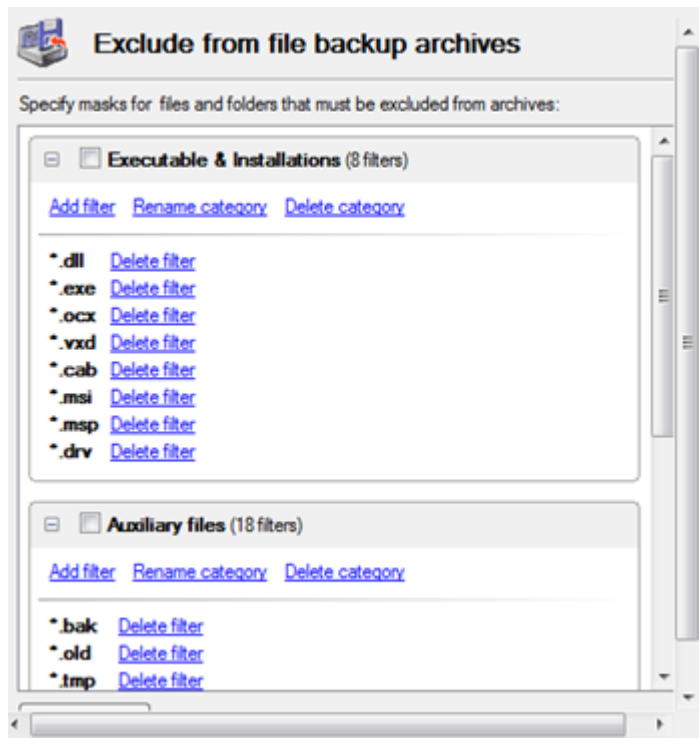 Exclude from file backup archives
Specify masks for files and folders that must be excluded from archives:
Executable & Installations (8 filters)
Add filter Rename category Delete category
*.dll Delete filter
*.exe Delete filter
*.ocx Delete filter
*.vxd Delete filter
*.cab Delete filter
*.msi Delete filter
*.msp Delete filter
*.drv Delete filter
Auxiliary files (18 filters)
Add filter Rename category Delete category
*.bak Delete filter
*.old Delete filter
*.tmp Delete filter